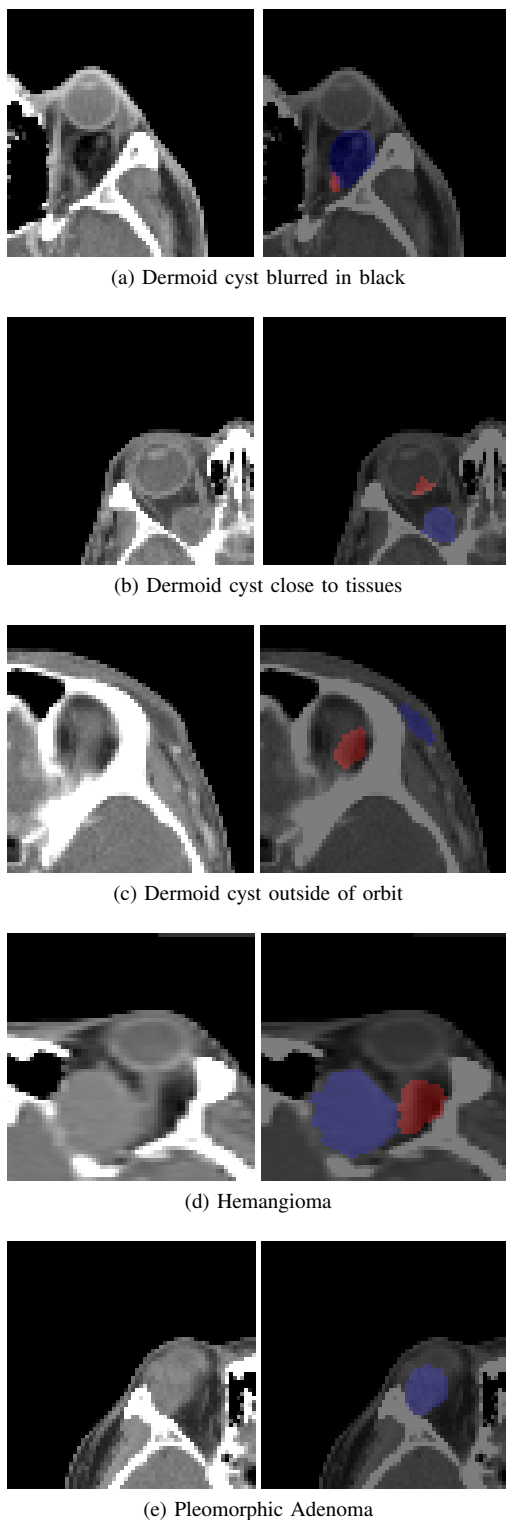 (a) Dermoid cyst blurred in black
(b) Dermoid cyst close to tissues
(c) Dermoid cyst outside of orbit
(d) Hemangioma
(e) Pleomorphic Adenoma